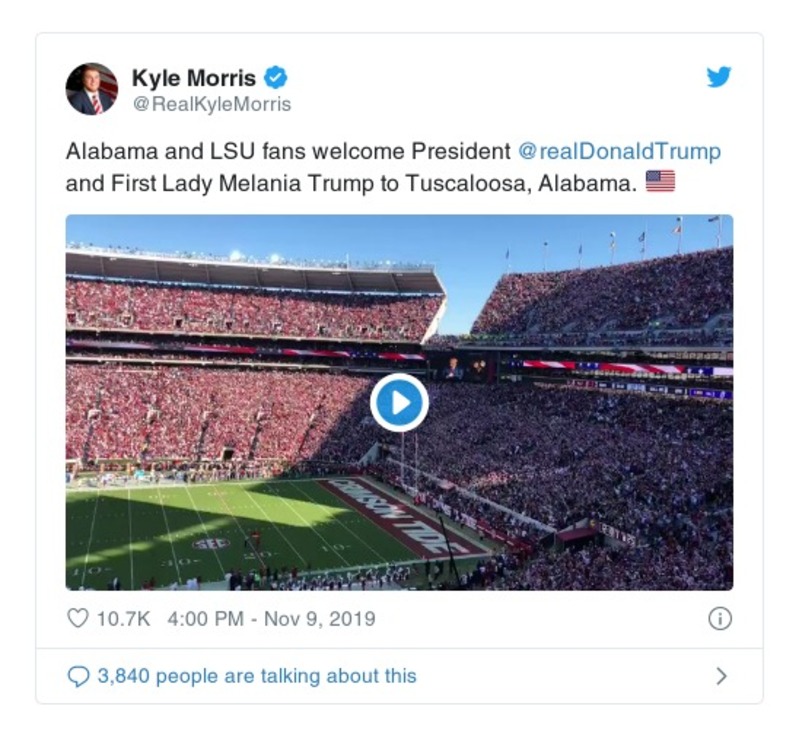 Kyle Morris
@RealKyleMorris
Alabama and LSU fans welcome President @realDonaldTrump
and First Lady Melania Trump to Tuscaloosa, Alabama.
CRIMSON TIDE
SEC
10.7K 4:00 PM - Nov 9, 2019
3,840 people are talking about this